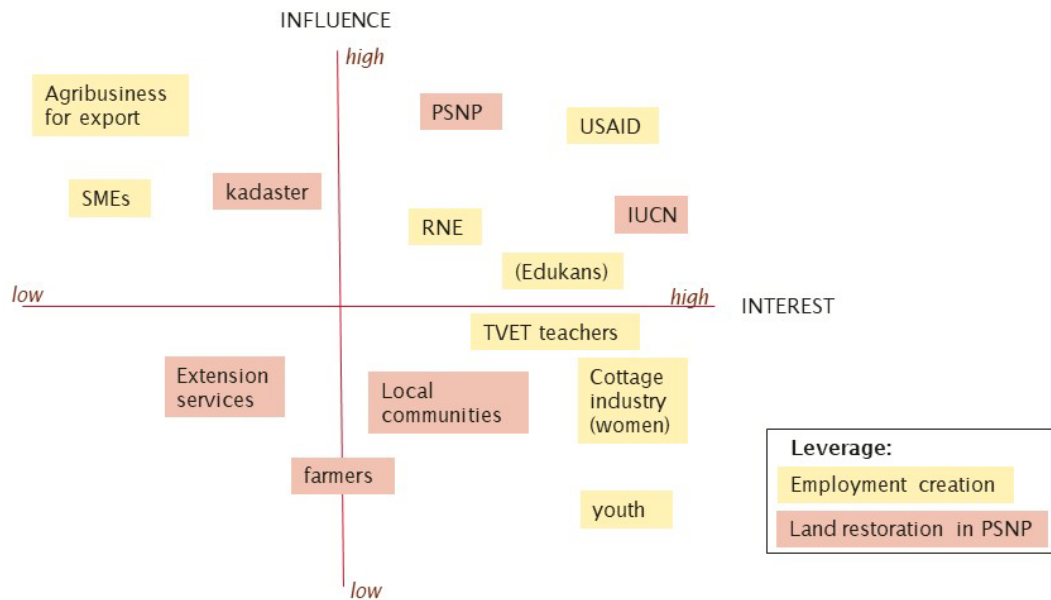 INFLUENCE
high
Agribusiness
for export
PSNP
USAID
SMEs
kadaster
IUCN
RNE
(Edukans)
low
high
INTEREST
TVET teachers
Extension
services
Local
communities
Cottage
industry
(women)
farmers
youth
low
Leverage:
Employment creation
Land restoration in PSNP